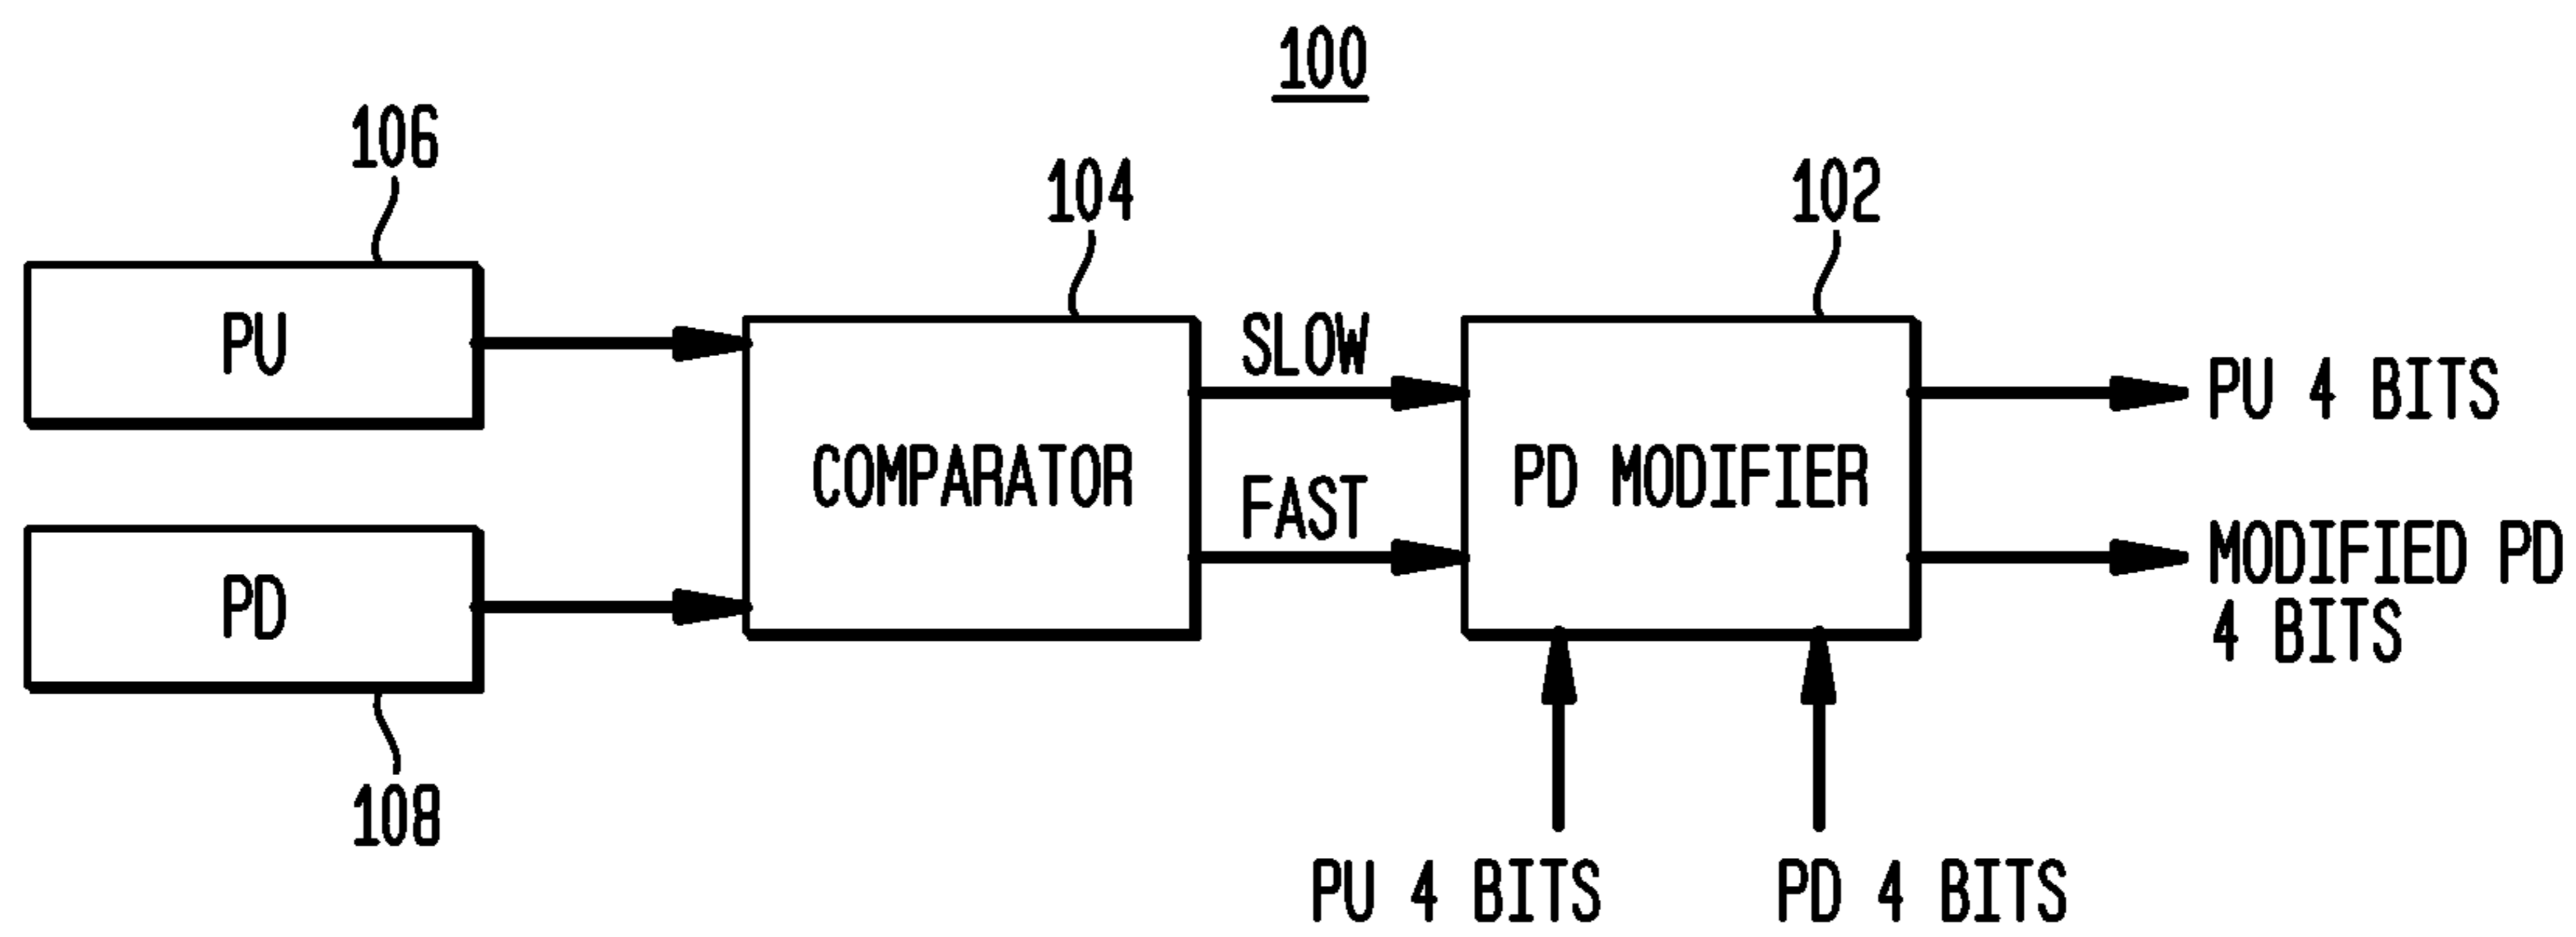 100
106
104
102
PU
SLOW
PU 4 BITS
COMPARATOR
PD MODIFIER
FAST
MODIFIED PD
4 BITS
PD
108
PU 4 BITS
PD 4 BITS